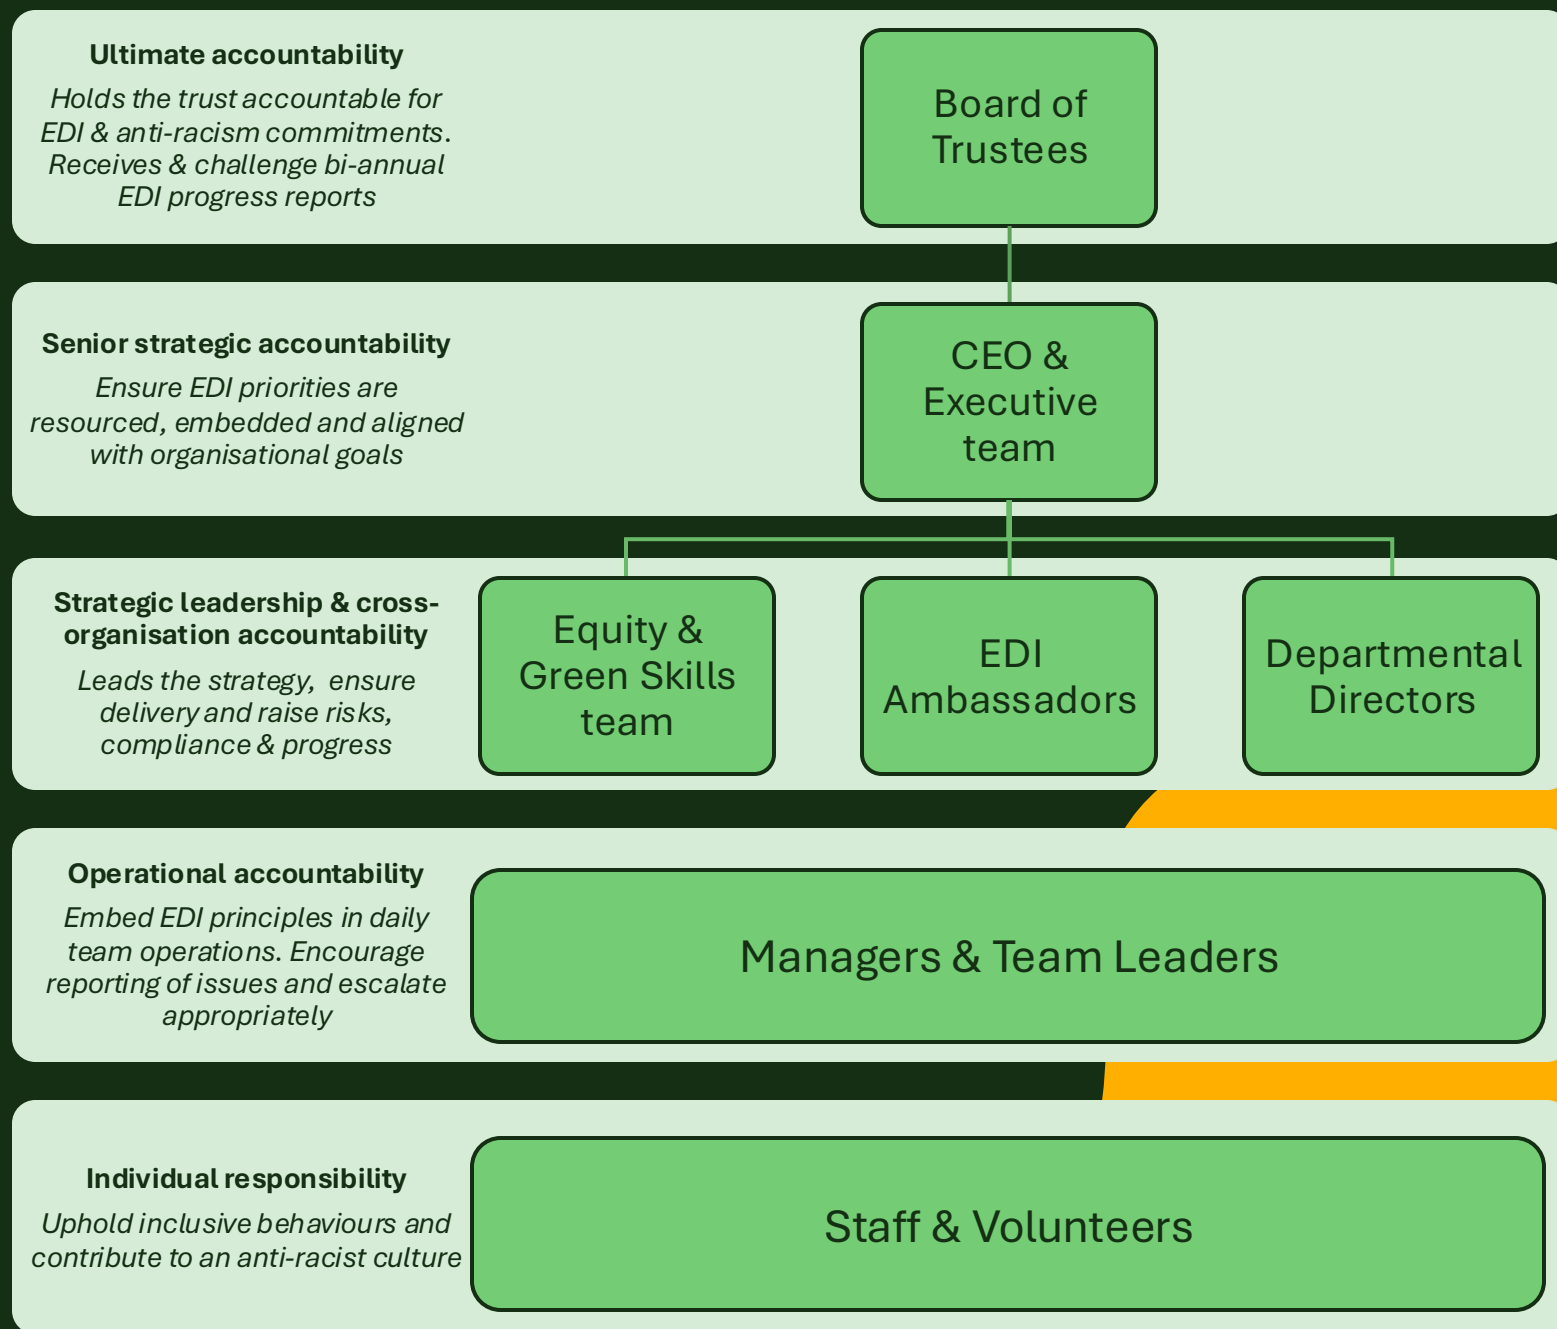 Ultimate accountability
Holds the trust accountable for
EDI & anti-racism commitments.
Receives & challenge bi-annual
EDI progress reports
Board of
Trustees
Senior strategic accountability
Ensure EDI priorities are
resourced, embedded and aligned
with organisational goals
CEO &
Executive
team
Strategic leadership & cross-
organisation accountability
Leads the strategy, ensure
delivery and raise risks,
compliance & progress
Equity &
Green Skills
team
EDI
Ambassadors
Departmental
Directors
Operational accountability
Embed EDI principles in daily
team operations. Encourage
reporting of issues and escalate
appropriately
Managers & Team Leaders
Individual responsibility
Uphold inclusive behaviours and
contribute to an anti-racist culture
Staff & Volunteers